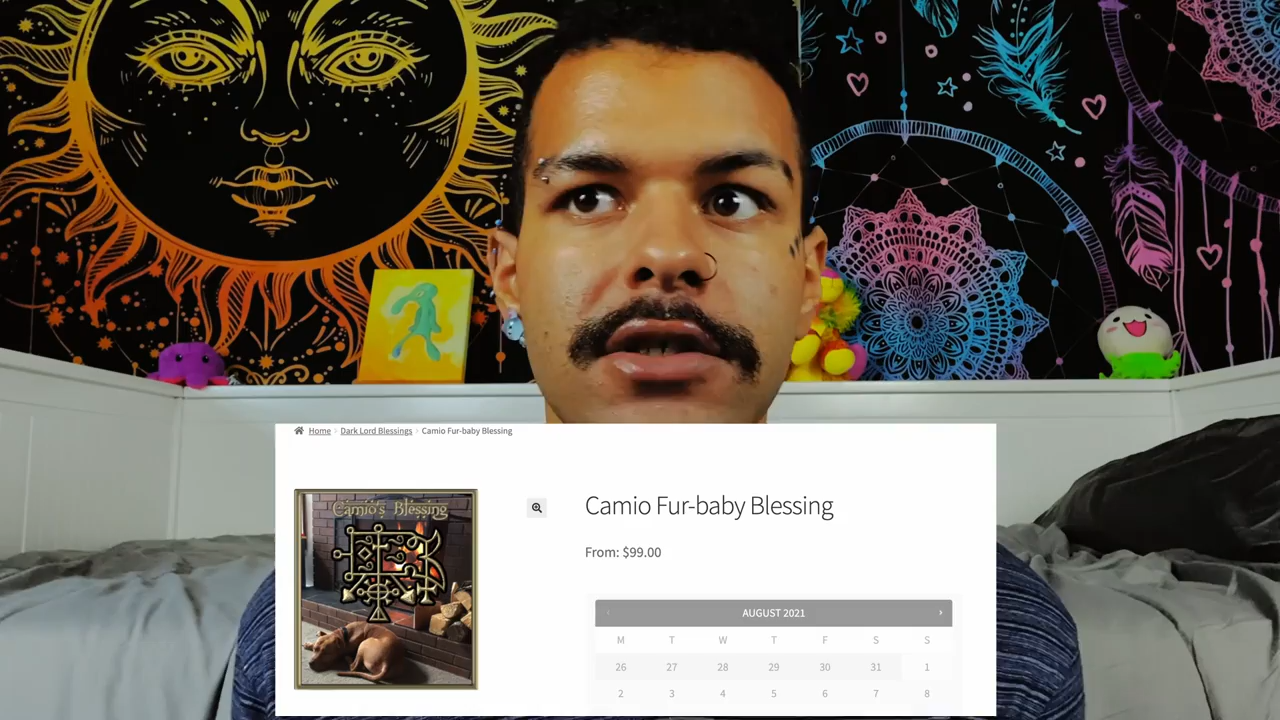 Home › Dark Lord Blessings › Camio Fur-baby Blessing
Camio's Blessing
Camio Fur-baby Blessing
From: $99.00
‹ AUGUST 2021 ›
M T W T F S S
26 27 28 29 30 31 1
2 3 4 5 6 7 8